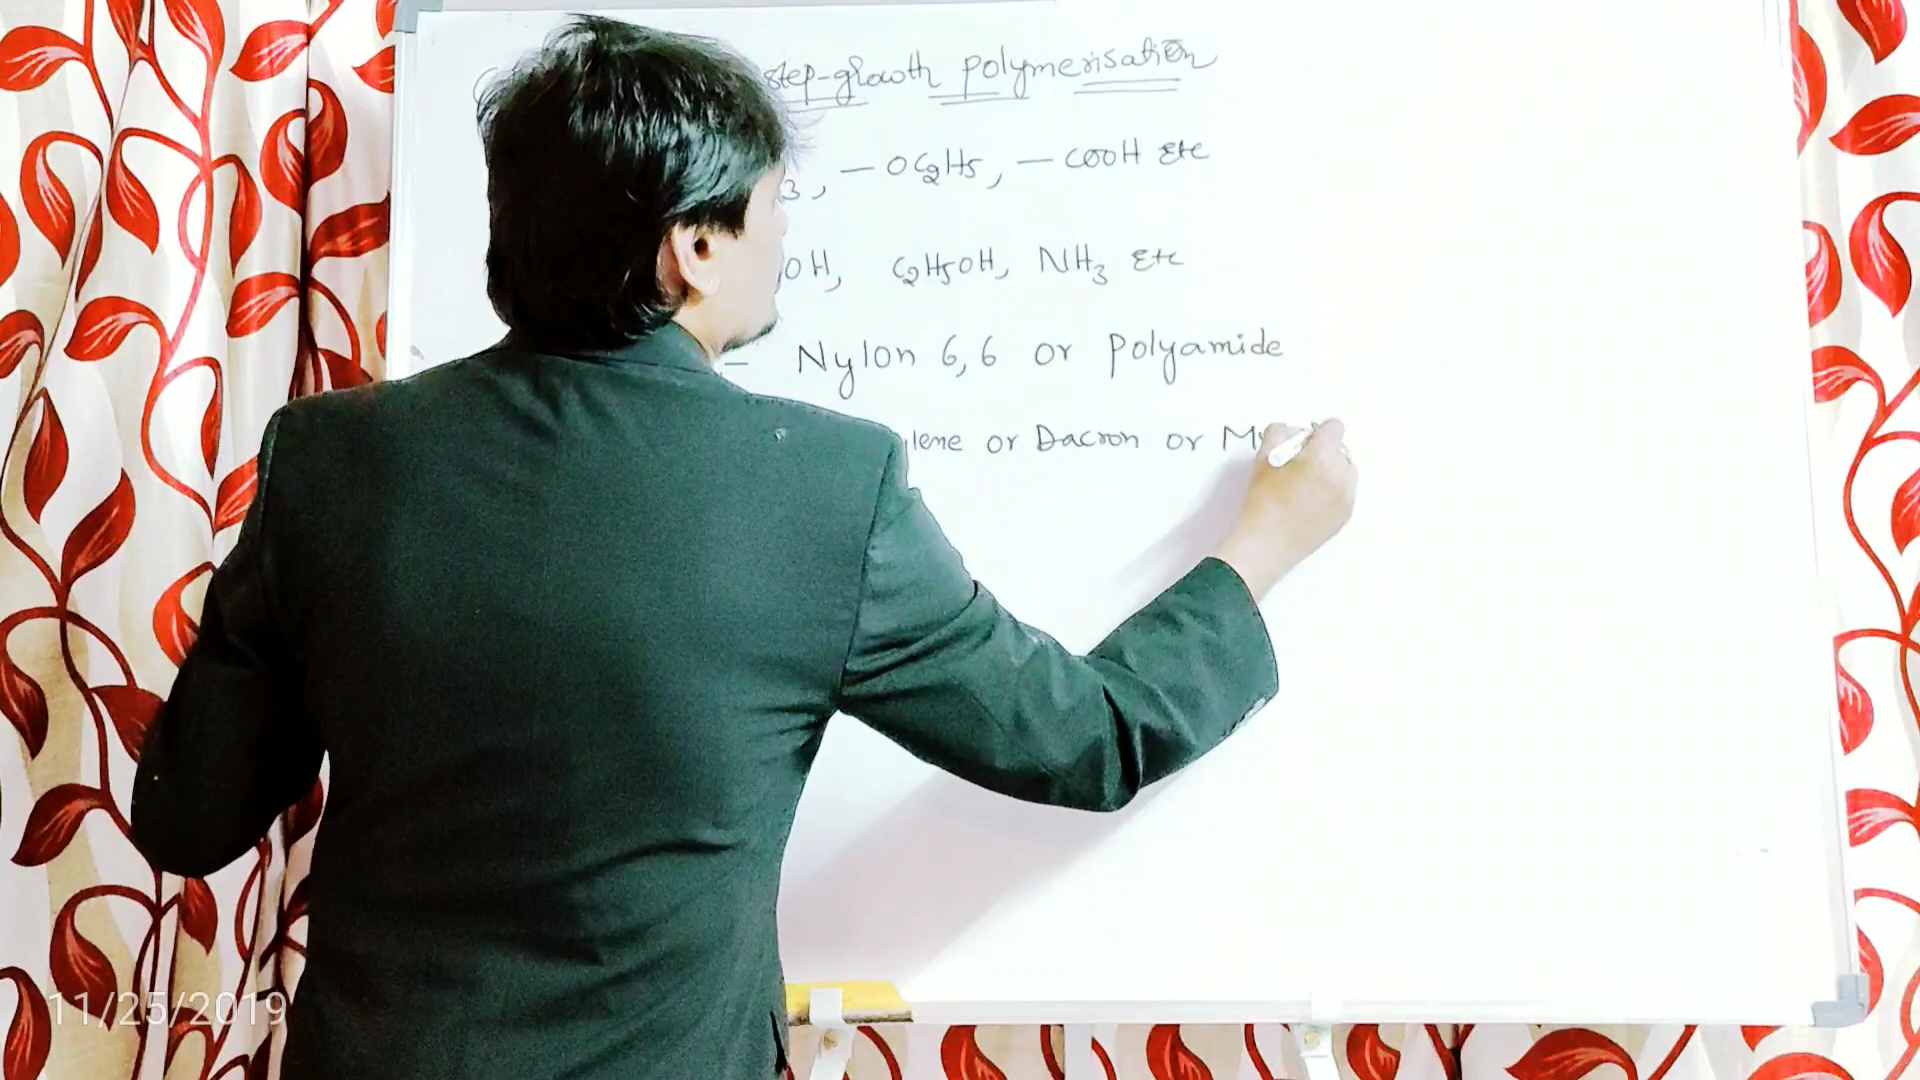 step-growth polymerisation
3, — OC2H5, — COOH Etc
OH, C2H5OH, NH3 Etc
— Nylon 6,6 or Polyamide
lene or Dacron or My
11/25/2019